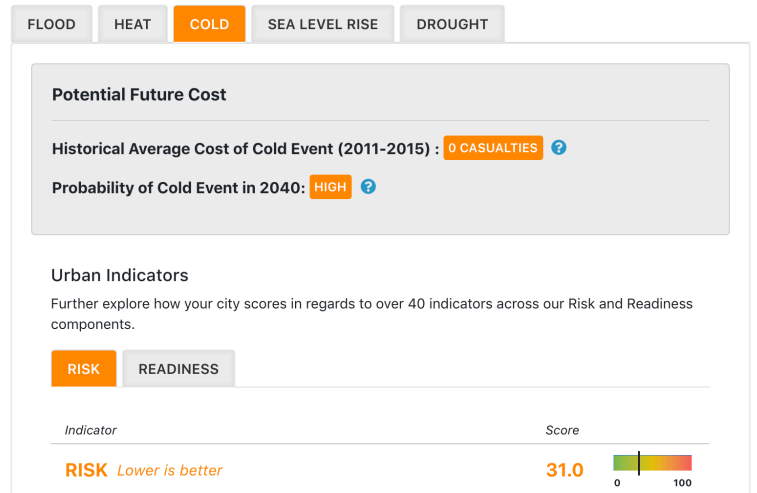 FLOOD HEAT COLD SEA LEVEL RISE DROUGHT
Potential Future Cost
Historical Average Cost of Cold Event (2011-2015) : 0 CASUALTIES ?
Probability of Cold Event in 2040: HIGH ?
Urban Indicators
Further explore how your city scores in regards to over 40 indicators across our Risk and Readiness
components.
RISK READINESS
Indicator Score
RISK Lower is better 31.0
0 100